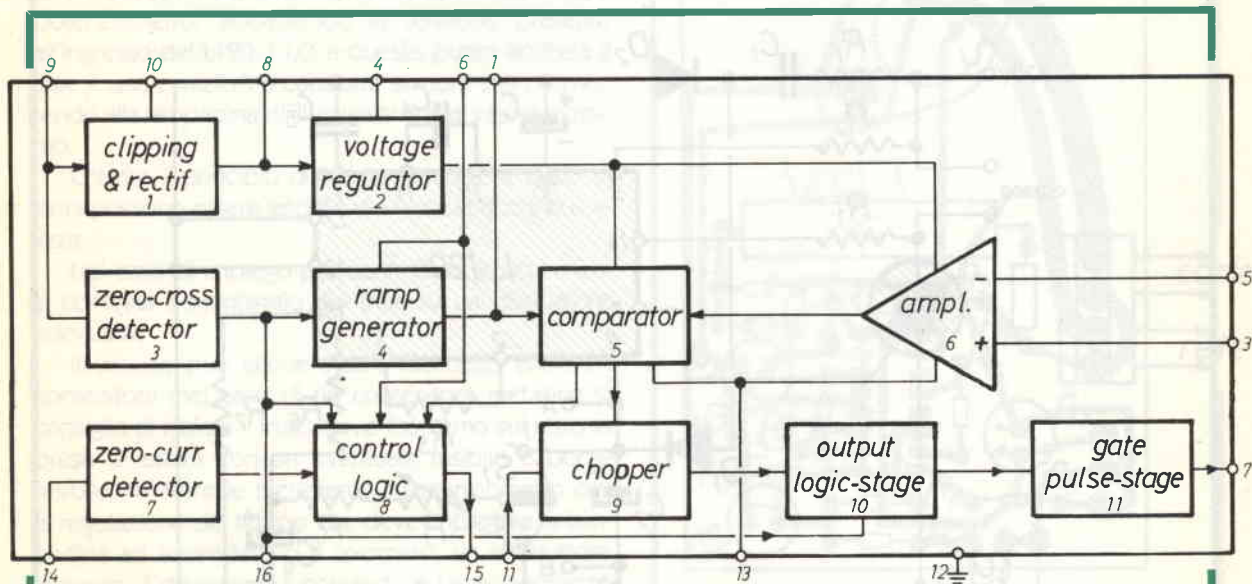 9 10 8 4 6 1
clipping
& rectif
1
voltage
regulator
2
zero-cross
detector
3
ramp
generator
4
comparator
5
ampl.
6
-
+
5
3
zero-curr
detector
7
control
logic
8
chopper
9
output
logic-stage
10
gate
pulse-stage
11
7
14 16 15 11 13 12